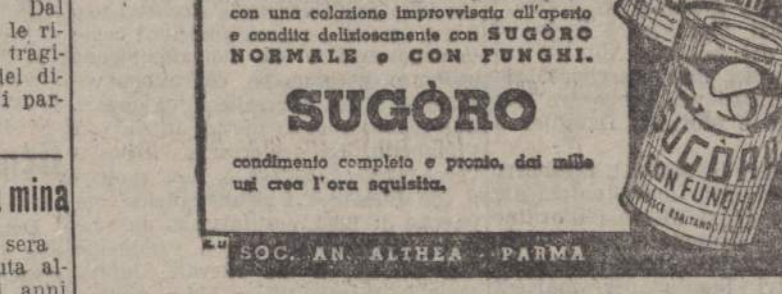 Dal
le ri-
tragi-
del di-
i par-
mina
sera
uta al-
i anni
con una colazione improvvisata all'aperto
e condita deliziosamente con SUGÒRO
NORMALE e CON FUNGHI.
SUGÒRO
condimento completo e pronto, dai mille
usi crea l'ora squisita.
SOC. AN. ALTHEA - PARMA
SUGÒRO
CON FUNGHI
ESALTANDO